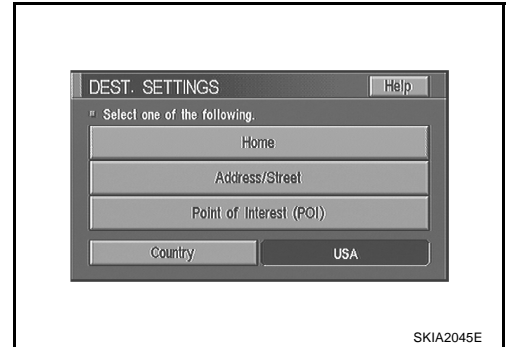 DEST. SETTINGS Help
Select one of the following.
Home
Address/Street
Point of Interest (POI)
Country USA
SKIA2045E